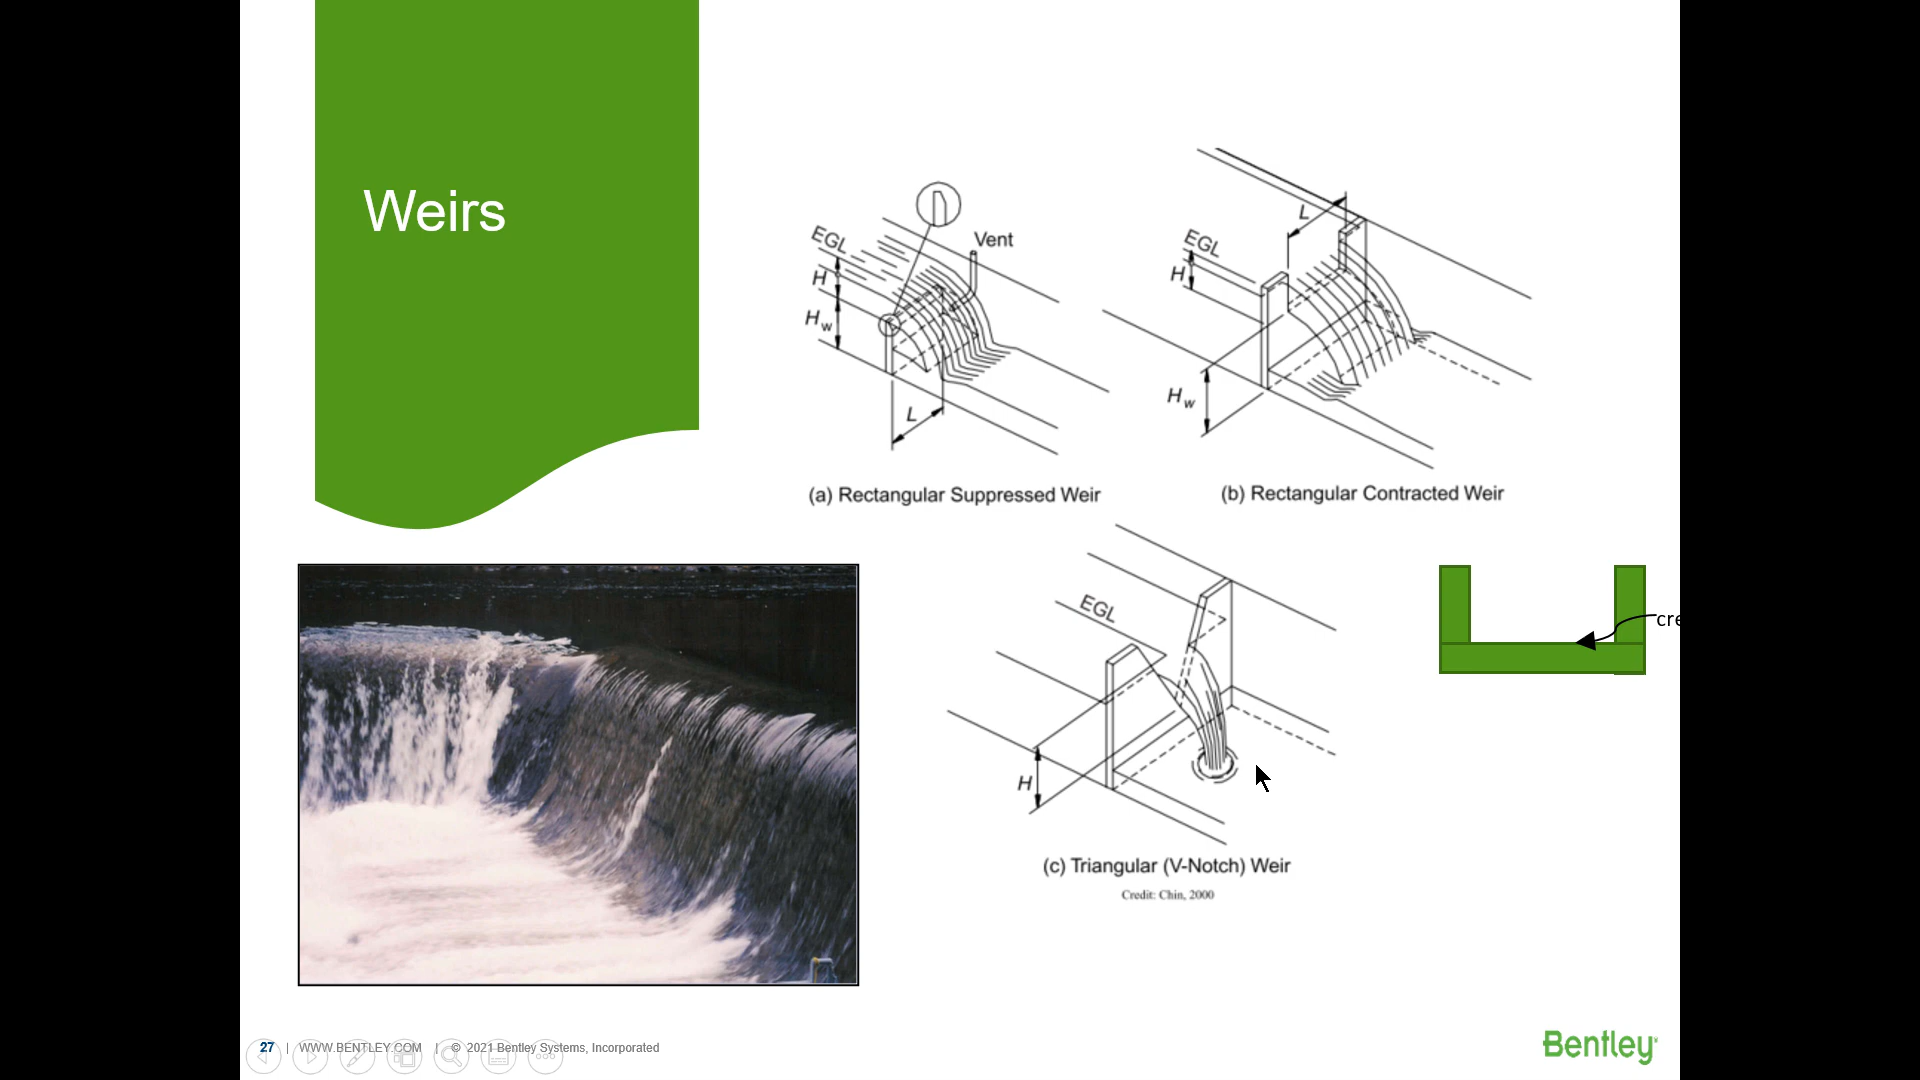 Weirs
EGL
H
Hw
L
Vent
(a) Rectangular Suppressed Weir
EGL
H
L
Hw
(b) Rectangular Contracted Weir
EGL
H
(c) Triangular (V-Notch) Weir
Credit: Chin, 2000
cre
27 | WWW.BENTLEY.COM | © 2021 Bentley Systems, Incorporated
Bentley